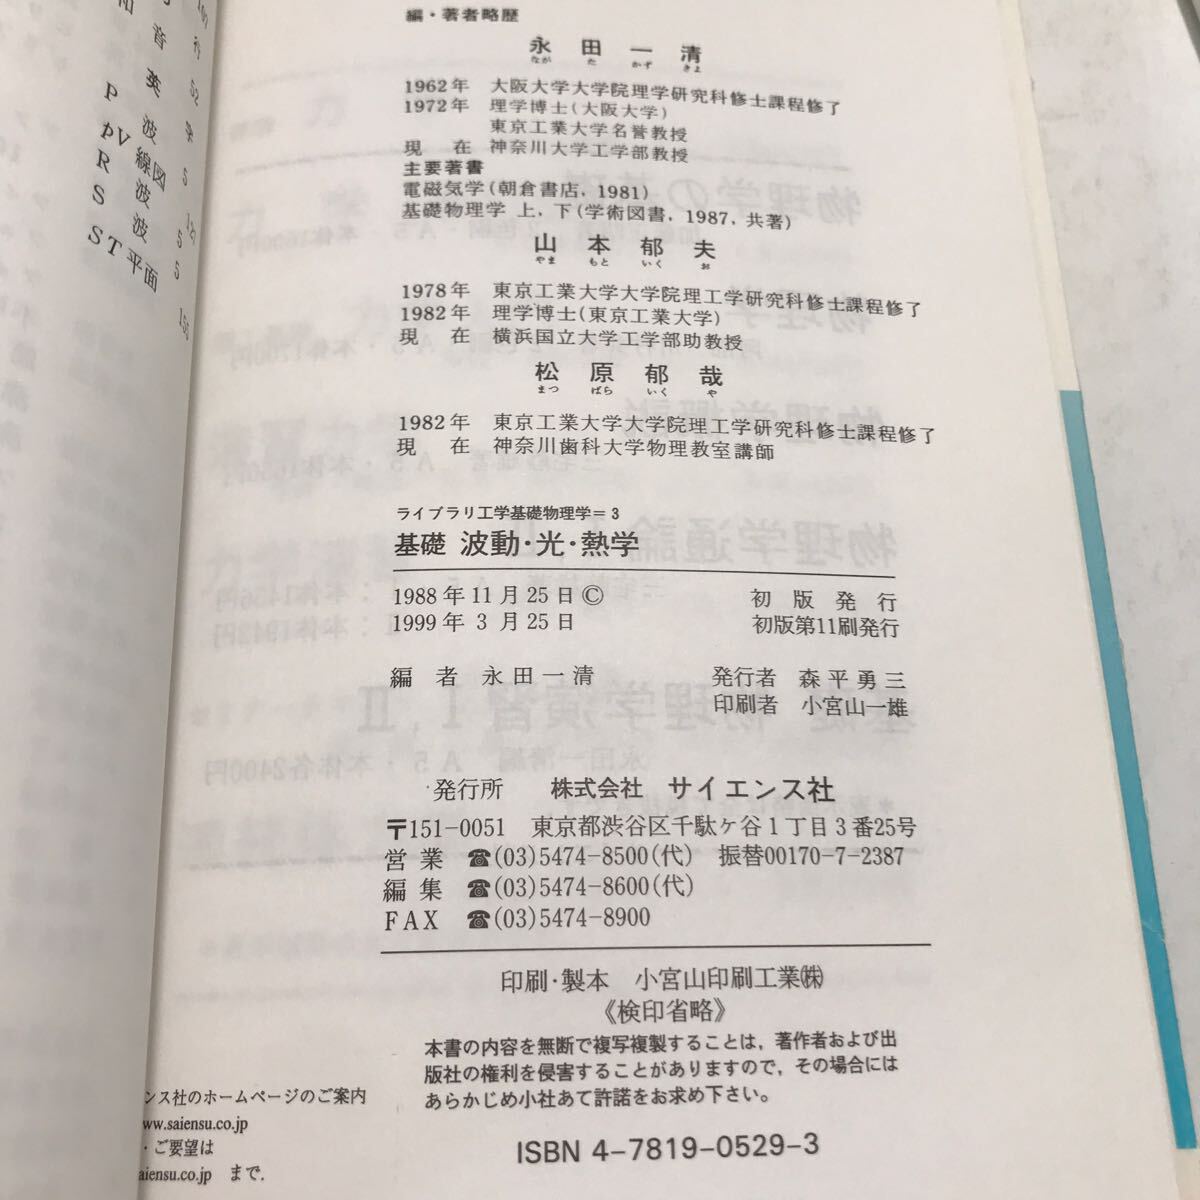 音
英
波
P
pV線図
R 波
S 波
ST平面
行
52
5
127
5
5
155
編・著者略歴
永田一清
なが た かず きよ
1962年 大阪大学大学院理学研究科修士課程修了
1972年 理学博士(大阪大学)
東京工業大学名誉教授
現在 神奈川大学工学部教授
主要著書
電磁気学(朝倉書店，1981)
基礎物理学 上，下(学術図書，1987，共著)
山本郁夫
やま もと いく お
1978年 東京工業大学大学院理工学研究科修士課程修了
1982年 理学博士(東京工業大学)
現在 横浜国立大学工学部助教授
松原郁哉
まつ ばら いく や
1982年 東京工業大学大学院理工学研究科修士課程修了
現在 神奈川歯科大学物理教室講師
ライブラリ工学基礎物理学＝3
基礎 波動・光・熱学
1988年11月25日© 初版発行
1999年3月25日 初版第11刷発行
編者 永田一清 発行者 森平勇三
印刷者 小宮山一雄
発行所 株式会社 サイエンス社
〒151-0051 東京都渋谷区千駄ヶ谷1丁目3番25号
営業 ☎(03)5474-8500(代) 振替00170-7-2387
編集 ☎(03)5474-8600(代)
FAX ☎(03)5474-8900
印刷・製本 小宮山印刷工業㈱
《検印省略》
本書の内容を無断で複写複製することは，著作者および出
版社の権利を侵害することがありますので，その場合には
あらかじめ小社あて許諾をお求め下さい。
ISBN 4-7819-0529-3
ンス社のホームページのご案内
ww.saiensu.co.jp
・ご要望は
aiensu.co.jp まで．